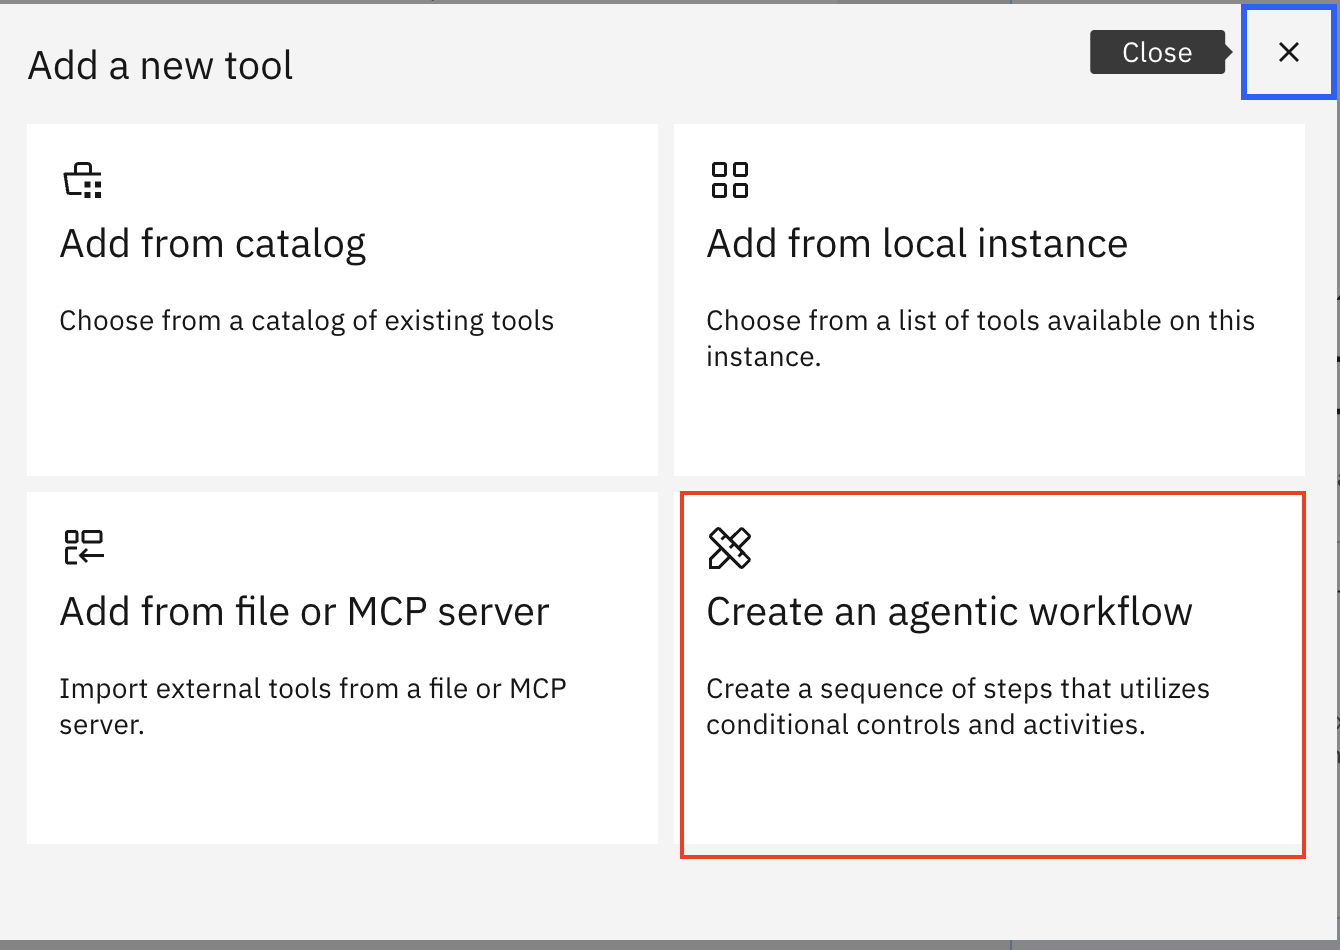 Add a new tool
Close
Add from catalog
Choose from a catalog of existing tools
Add from local instance
Choose from a list of tools available on this
instance.
Add from file or MCP server
Import external tools from a file or MCP
server.
Create an agentic workflow
Create a sequence of steps that utilizes
conditional controls and activities.